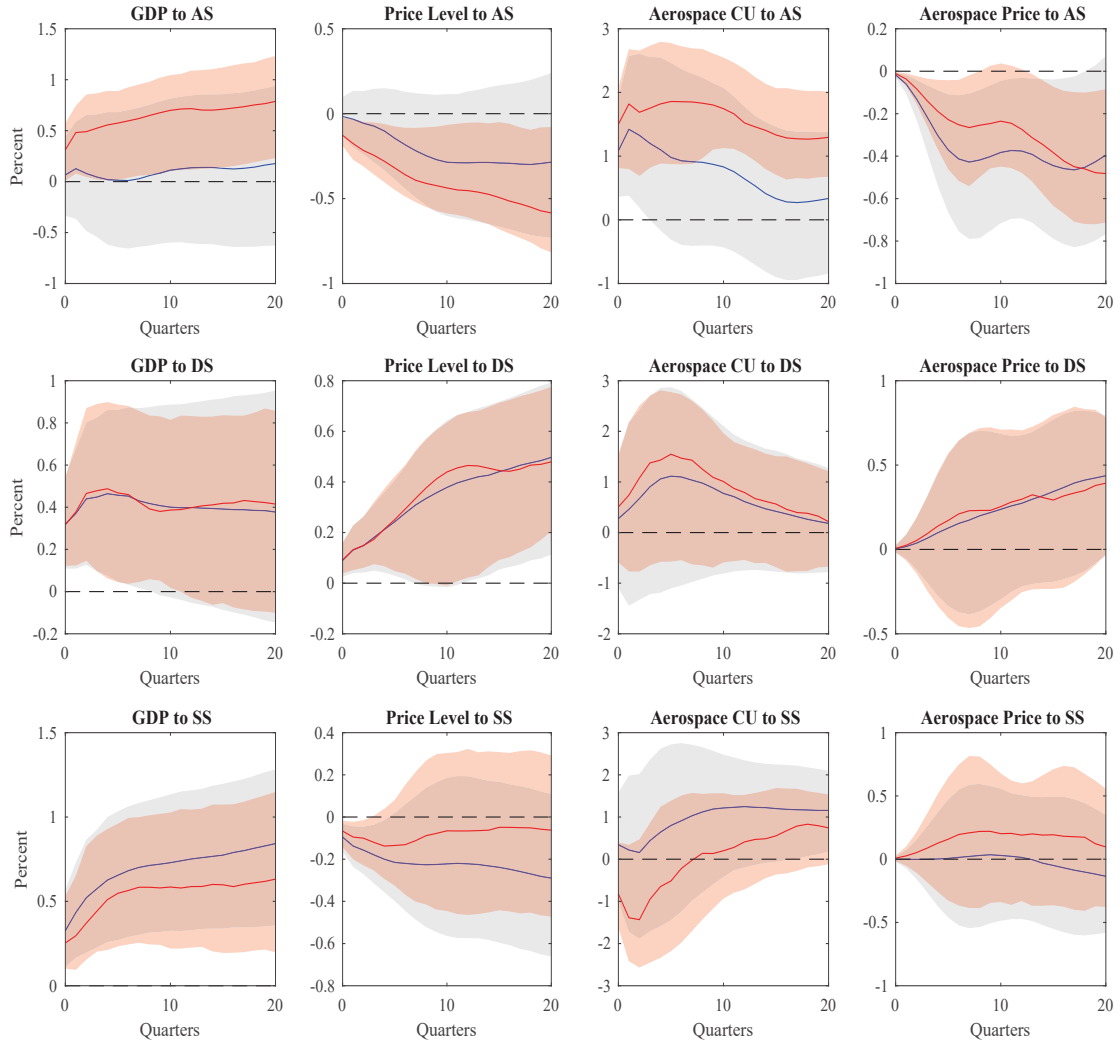 GDP to AS
Price Level to AS
Aerospace CU to AS
Aerospace Price to AS
1.5
1
0.5
0
-0.5
-1
Percent
0 10 20
Quarters
0.5
0
-0.5
-1
0 10 20
Quarters
3
2
1
0
-1
0 10 20
Quarters
0.2
0
-0.2
-0.4
-0.6
-0.8
-1
0 10 20
Quarters
GDP to DS
Price Level to DS
Aerospace CU to DS
Aerospace Price to DS
1
0.8
0.6
0.4
0.2
0
-0.2
Percent
0 10 20
Quarters
0.8
0.6
0.4
0.2
0
-0.2
0 10 20
Quarters
3
2
1
0
-1
-2
0 10 20
Quarters
1
0.5
0
-0.5
0 10 20
Quarters
GDP to SS
Price Level to SS
Aerospace CU to SS
Aerospace Price to SS
1.5
1
0.5
0
Percent
0 10 20
Quarters
0.4
0.2
0
-0.2
-0.4
-0.6
-0.8
0 10 20
Quarters
3
2
1
0
-1
-2
-3
0 10 20
Quarters
1
0.5
0
-0.5
-1
0 10 20
Quarters